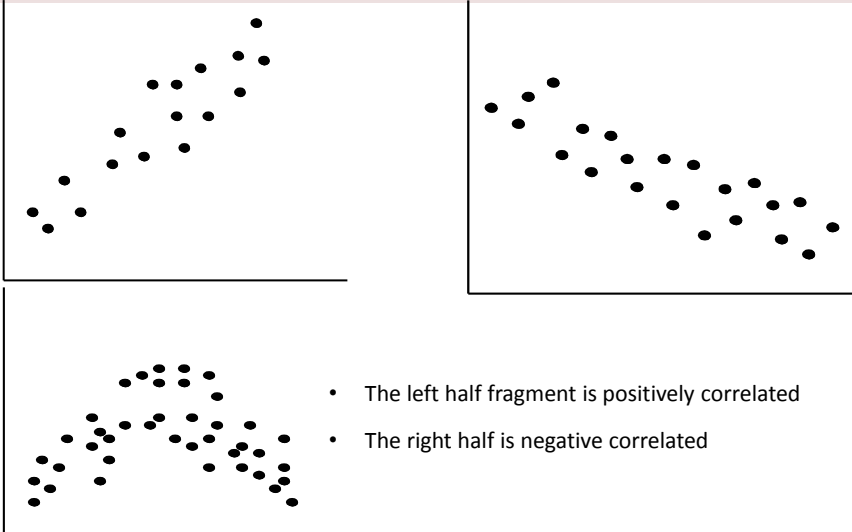 • The left half fragment is positively correlated
• The right half is negative correlated